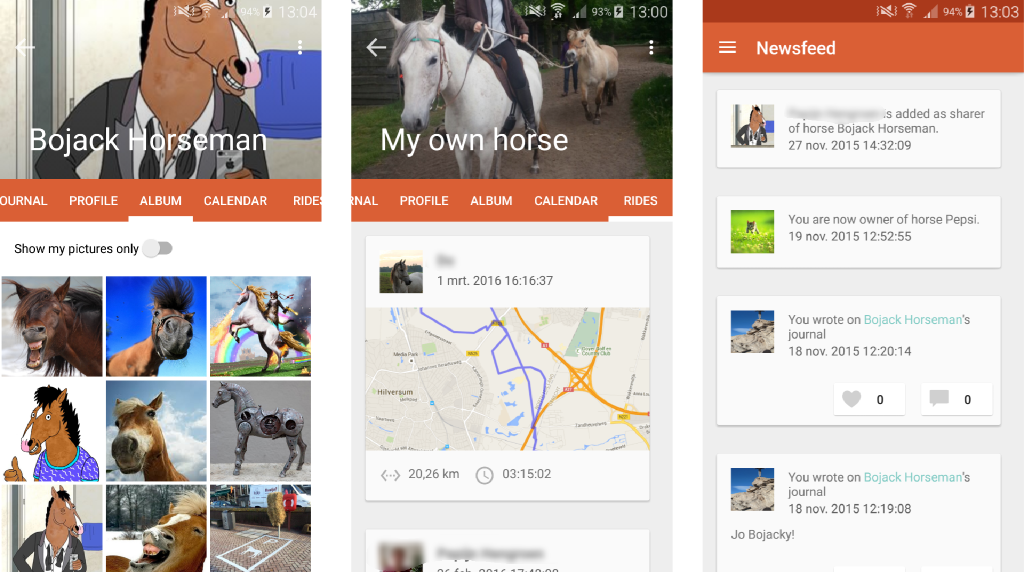 94% 13:04
Bojack Horseman
OURNAL PROFILE ALBUM CALENDAR RIDES
Show my pictures only
93% 13:00
My own horse
RNAL PROFILE ALBUM CALENDAR RIDES
1 mrt. 2016 16:16:37
Media Park
Hilversum
20,26 km 03:15:02
94% 13:03
Newsfeed
is added as sharer
of horse Bojack Horseman.
27 nov. 2015 14:32:09
You are now owner of horse Pepsi.
19 nov. 2015 12:52:55
You wrote on Bojack Horseman's
journal
18 nov. 2015 12:20:14
0 0
You wrote on Bojack Horseman's
journal
18 nov. 2015 12:19:08
Jo Bojacky!